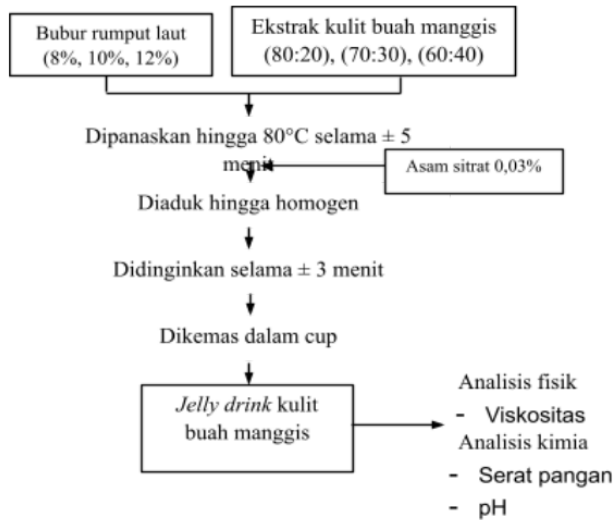 Bubur rumput laut
(8%, 10%, 12%)
Ekstrak kulit buah manggis
(80:20), (70:30), (60:40)
Dipanaskan hingga 80°C selama ± 5
menit
Asam sitrat 0,03%
Diaduk hingga homogen
Didinginkan selama ± 3 menit
Dikemas dalam cup
Jelly drink kulit
buah manggis
Analisis fisik
- Viskositas
Analisis kimia
- Serat pangan
- pH